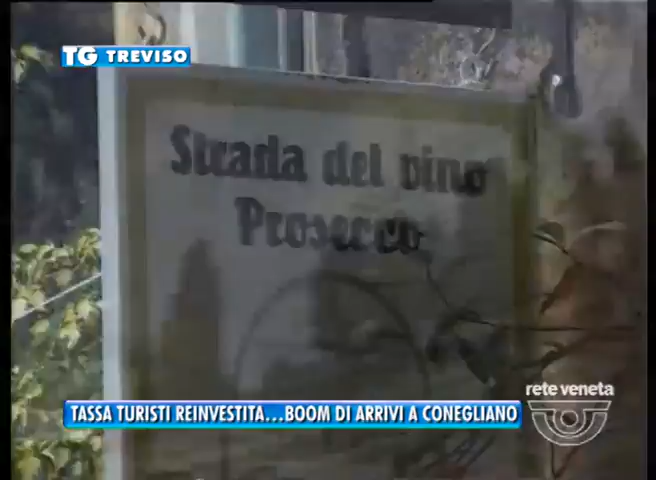 TG TREVISO
Strada del vino
Prosecco
rete veneta
TASSA TURISTI REINVESTITA...BOOM DI ARRIVI A CONEGLIANO